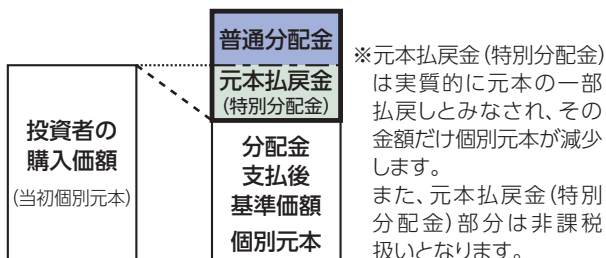 普通分配金
元本払戻金
(特別分配金)
投資者の
購入価額
(当初個別元本)
分配金
支払後
基準価額
個別元本
※元本払戻金(特別分配金)
は実質的に元本の一部
払戻しとみなされ、その
金額だけ個別元本が減少
します。
また、元本払戻金(特別
分配金)部分は非課税
扱いとなります。